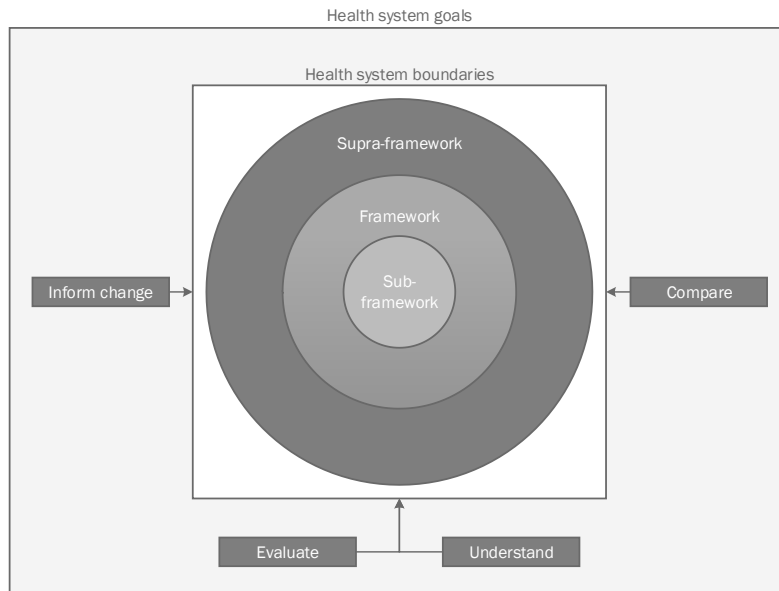 Health system goals
Health system boundaries
Supra-framework
Framework
Sub-
framework
Inform change
Compare
Evaluate
Understand